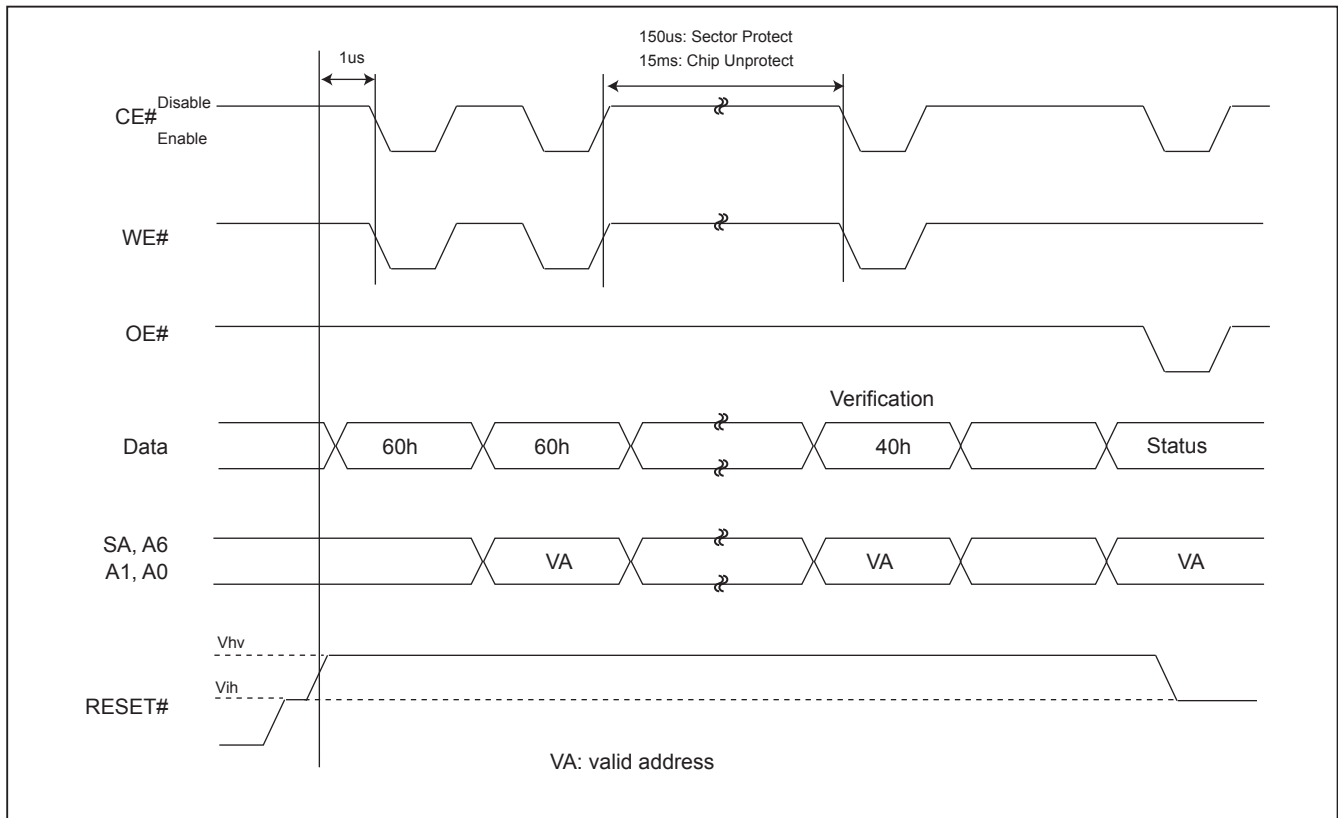 150us: Sector Protect
15ms: Chip Unprotect
1us
CE#
Disable
Enable
WE#
OE#
Verification
Data
60h
60h
40h
Status
SA, A6
A1, A0
VA
VA
VA
Vhv
Vih
RESET#
VA: valid address